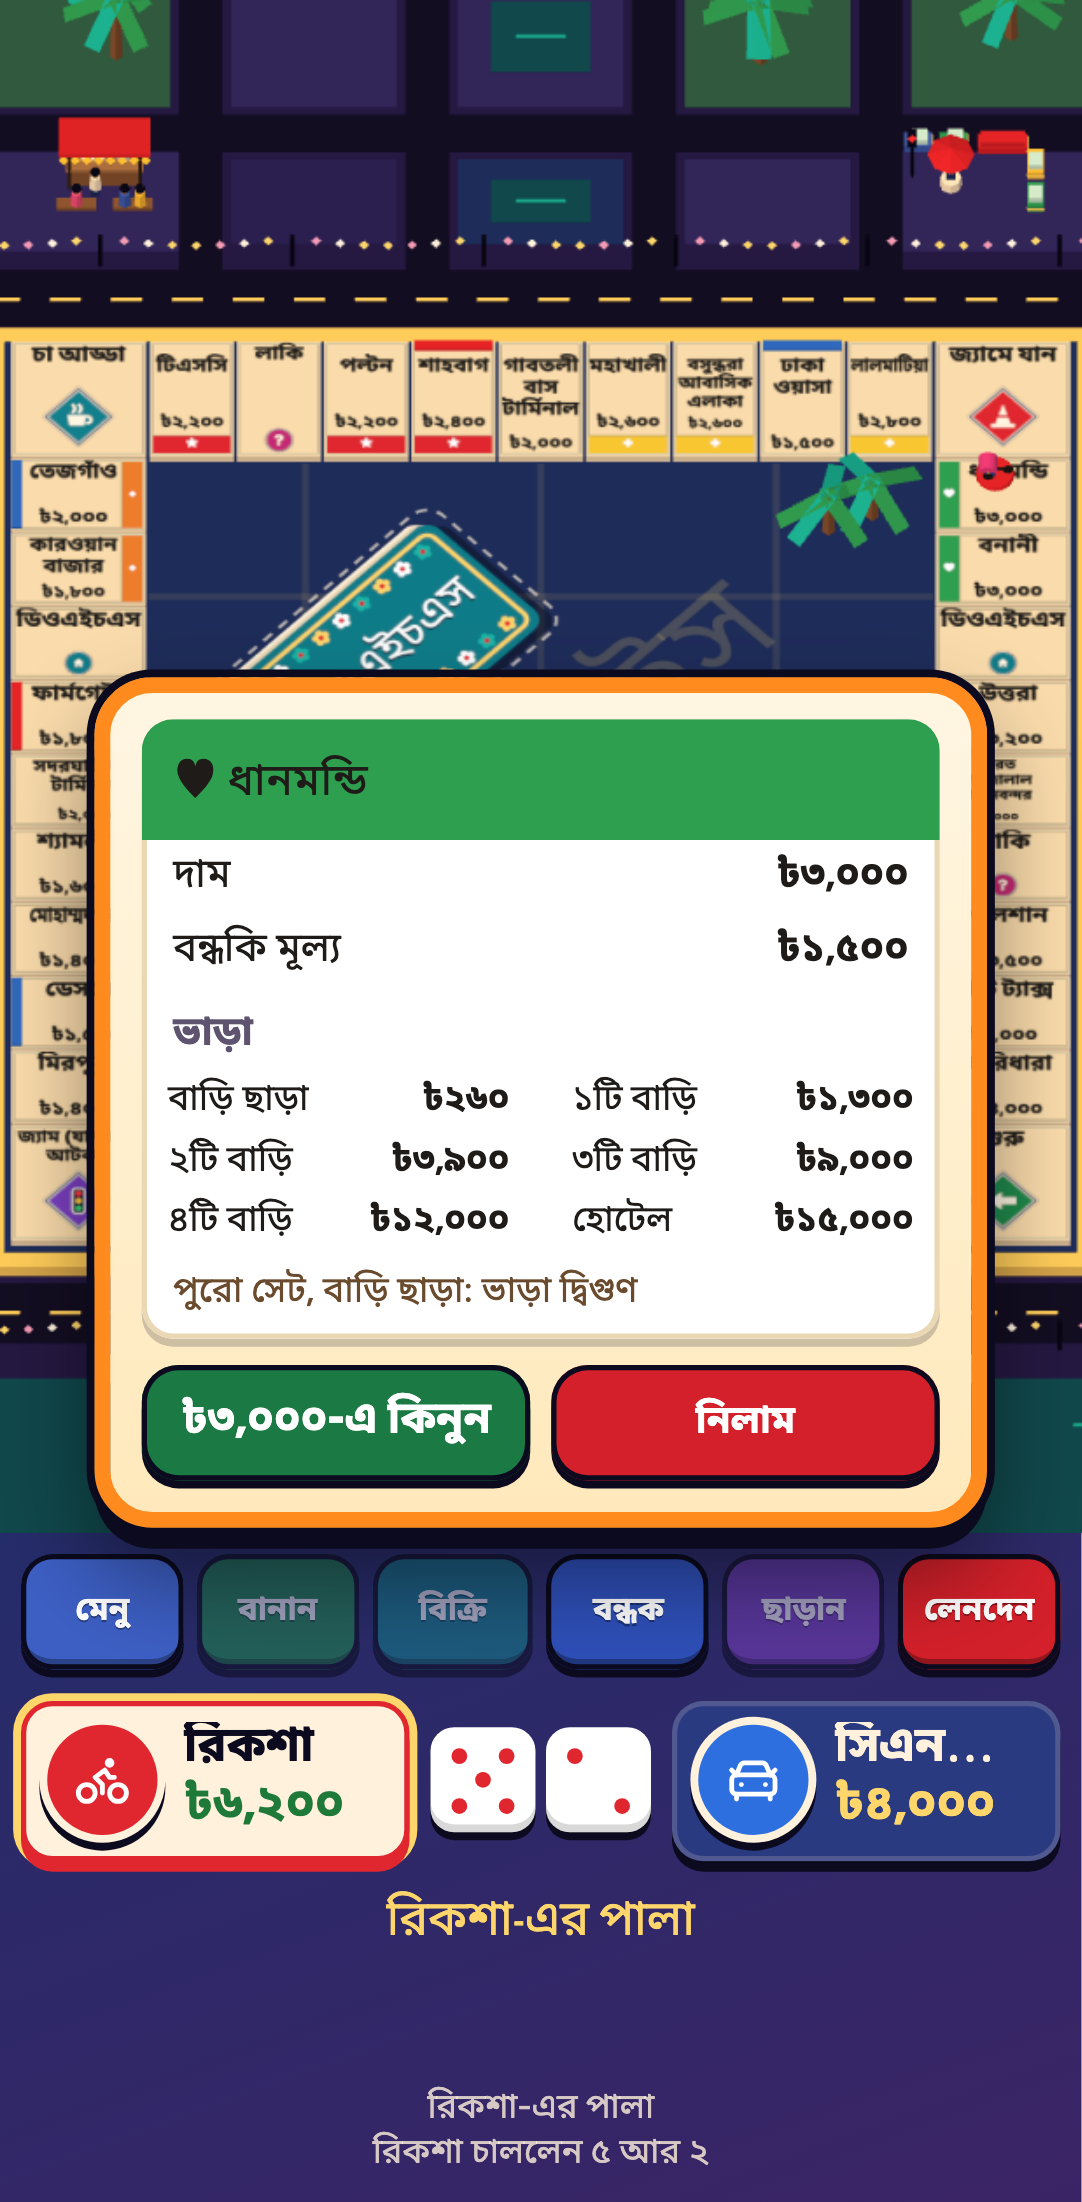 চা আড্ডা
টিএসসি
৳২,২০০
লাকি
?
পল্টন
৳২,২০০
শাহবাগ
৳২,৪০০
গাবতলী
বাস
টার্মিনাল
৳২,০০০
মহাখালী
৳২,৬০০
বসুন্ধরা
আবাসিক
এলাকা
৳২,৬০০
ঢাকা
ওয়াসা
৳১,৫০০
লালমাটিয়া
৳২,৮০০
জ্যামে যান
তেজগাঁও
৳২,০০০
৳৩,০০০
কারওয়ান
বাজার
৳১,৮০০
বনানী
৳৩,০০০
ডিওএইচএস
ডিওএইচএস
এইচএস
♥ ধানমন্ডি
দাম ৳৩,০০০
বন্ধকি মূল্য ৳১,৫০০
ভাড়া
বাড়ি ছাড়া ৳২৬০ ১টি বাড়ি ৳১,৩০০
২টি বাড়ি ৳৩,৯০০ ৩টি বাড়ি ৳৯,০০০
৪টি বাড়ি ৳১২,০০০ হোটেল ৳১৫,০০০
পুরো সেট, বাড়ি ছাড়া: ভাড়া দ্বিগুণ
৳৩,০০০-এ কিনুন
নিলাম
মেনু
বানান
বিক্রি
বন্ধক
ছাড়ান
লেনদেন
রিকশা
৳৬,২০০
সিএন...
৳৪,০০০
রিকশা-এর পালা
রিকশা-এর পালা
রিকশা চাললেন ৫ আর ২